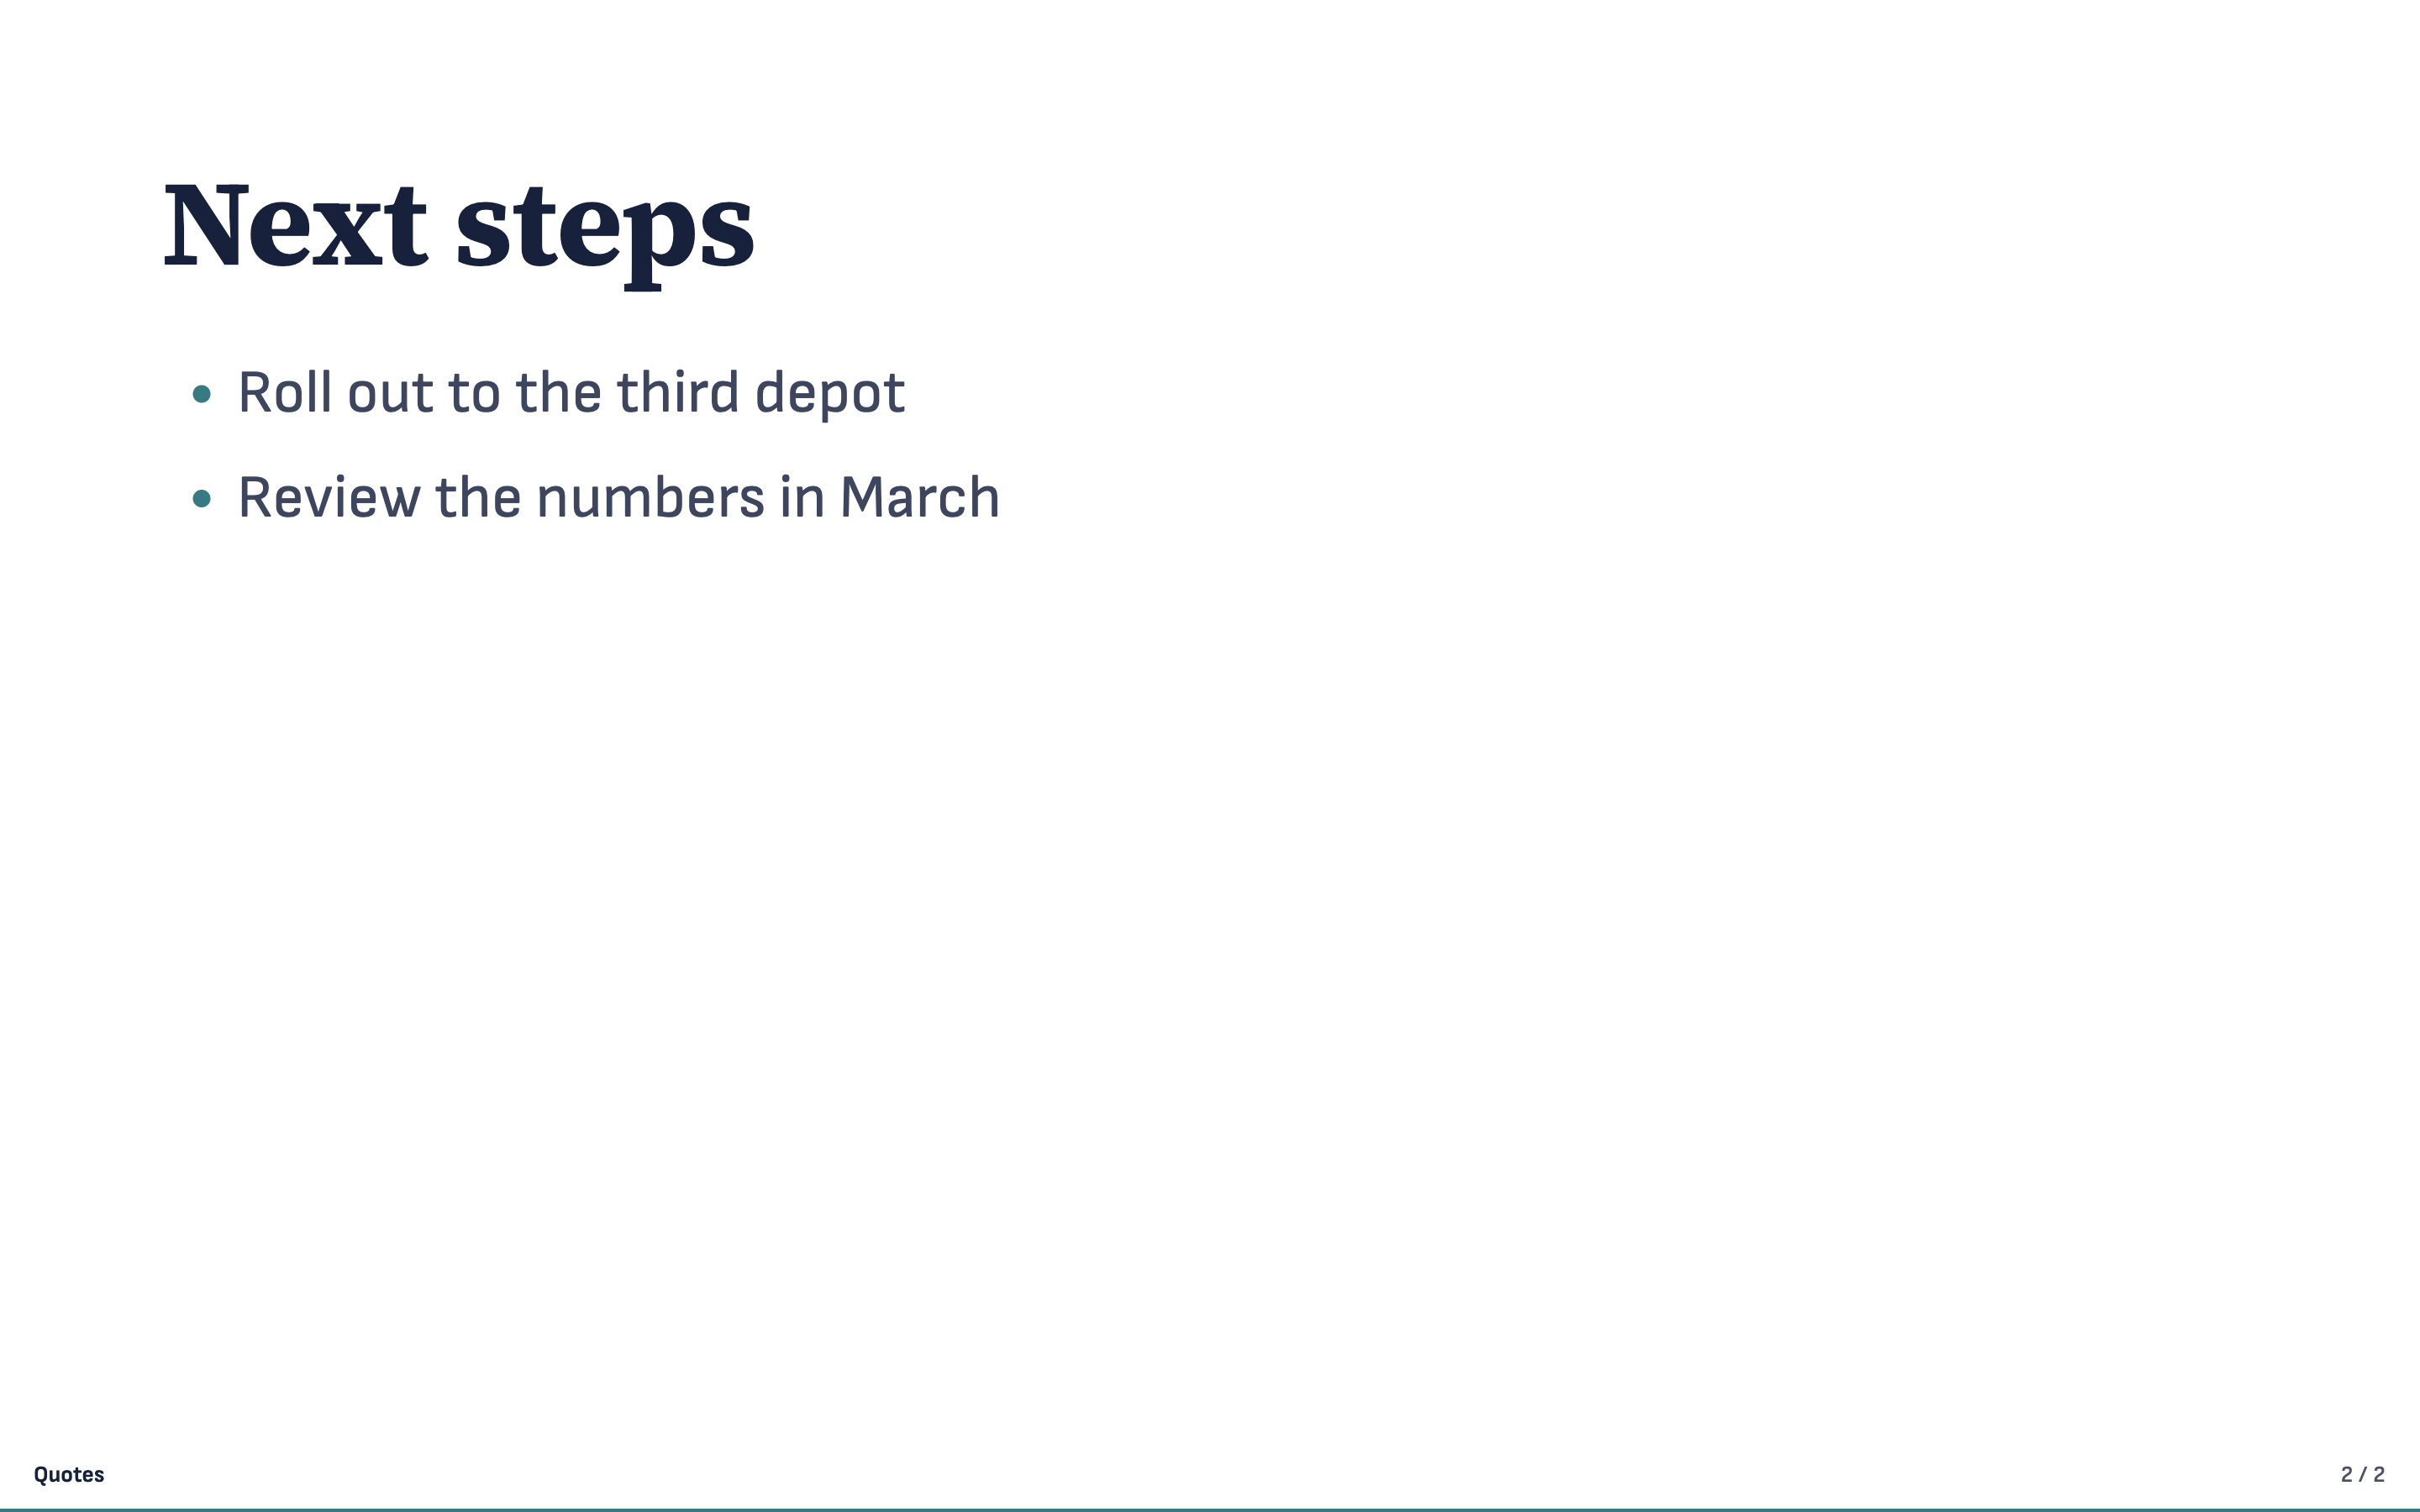 Next steps
Roll out to the third depot
Review the numbers in March
Quotes
2 / 2